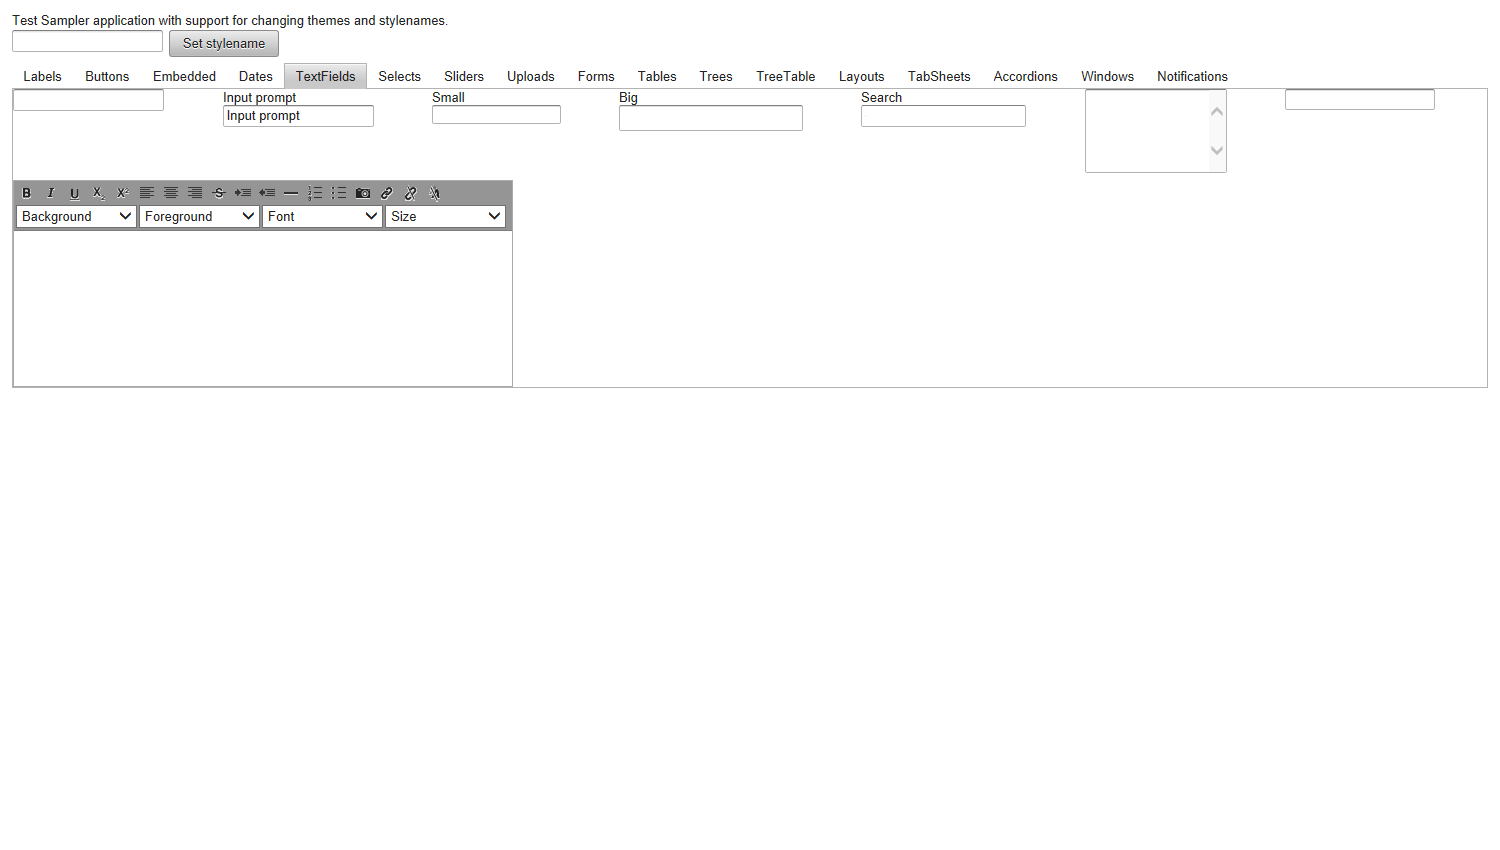 Test Sampler application with support for changing themes and stylenames.
Set stylename
Labels Buttons Embedded Dates TextFields Selects Sliders Uploads Forms Tables Trees TreeTable Layouts TabSheets Accordions Windows Notifications
Input prompt Small Big Search
Input prompt
B I U X₂ X² S
Background Foreground Font Size